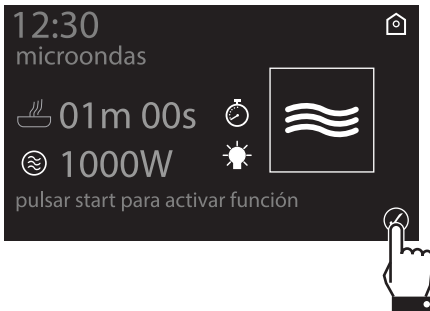 12:30
microondas
01m 00s
1000W
pulsar start para activar función